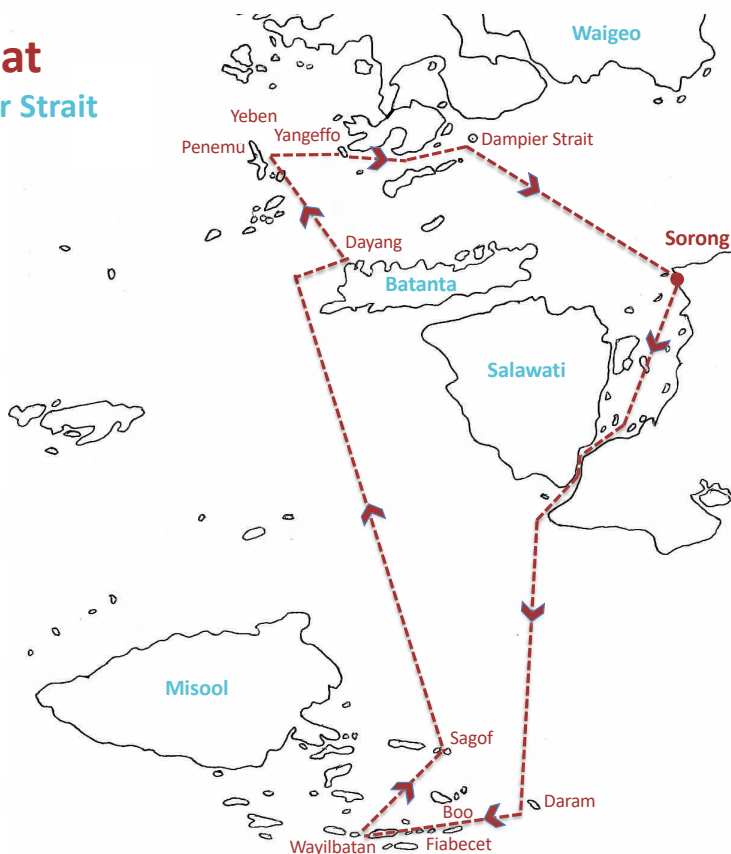 at
r Strait
Waigeo
Yeben
Yangeffo
Penemu
Dampier Strait
Dayang
Sorong
Batanta
Salawati
Misool
Sagof
Boo
Daram
Wayilbatan
Fiabecet